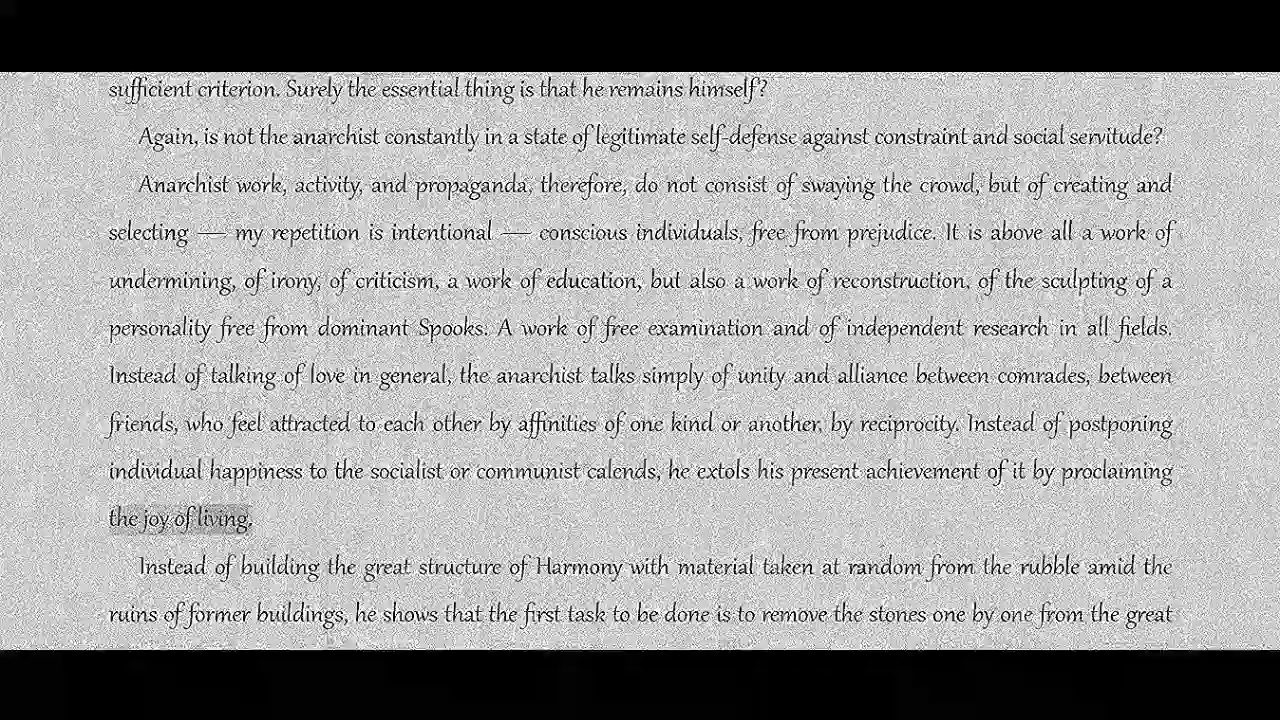 sufficient criterion. Surely the essential thing is that he remains himself?
Again, is not the anarchist constantly in a state of legitimate self-defense against constraint and social servitude?
Anarchist work, activity, and propaganda, therefore, do not consist of swaying the crowd, but of creating and
selecting — my repetition is intentional — conscious individuals, free from prejudice. It is above all a work of
undermining, of irony, of criticism, a work of education, but also a work of reconstruction, of the sculpting of a
personality free from dominant Spooks. A work of free examination and of independent research in all fields.
Instead of talking of love in general, the anarchist talks simply of unity and alliance between comrades, between
friends, who feel attracted to each other by affinities of one kind or another, by reciprocity. Instead of postponing
individual happiness to the socialist or communist calends, he extols his present achievement of it by proclaiming
the joy of living.
Instead of building the great structure of Harmony with material taken at random from the rubble amid the
ruins of former buildings, he shows that the first task to be done is to remove the stones one by one from the great